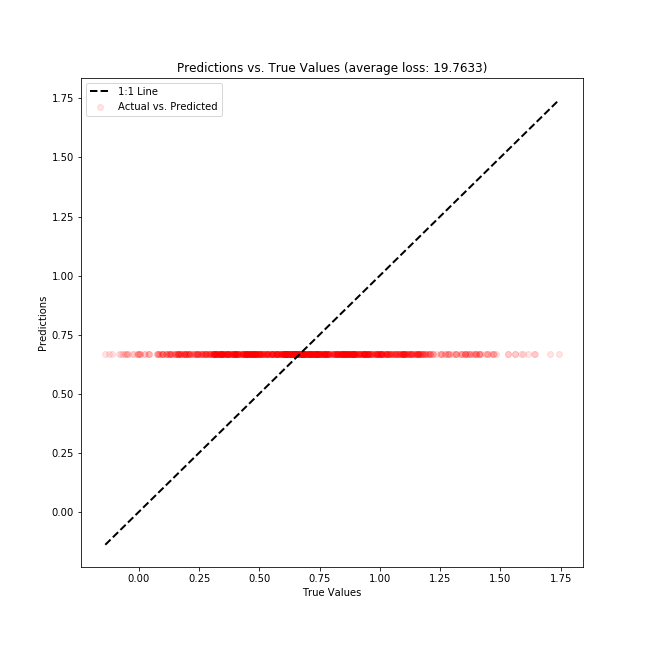 Predictions vs. True Values (average loss: 19.7633)
1:1 Line
Actual vs. Predicted
1.75
1.50
1.25
1.00
0.75
0.50
0.25
0.00
Predictions
0.00 0.25 0.50 0.75 1.00 1.25 1.50 1.75
True Values